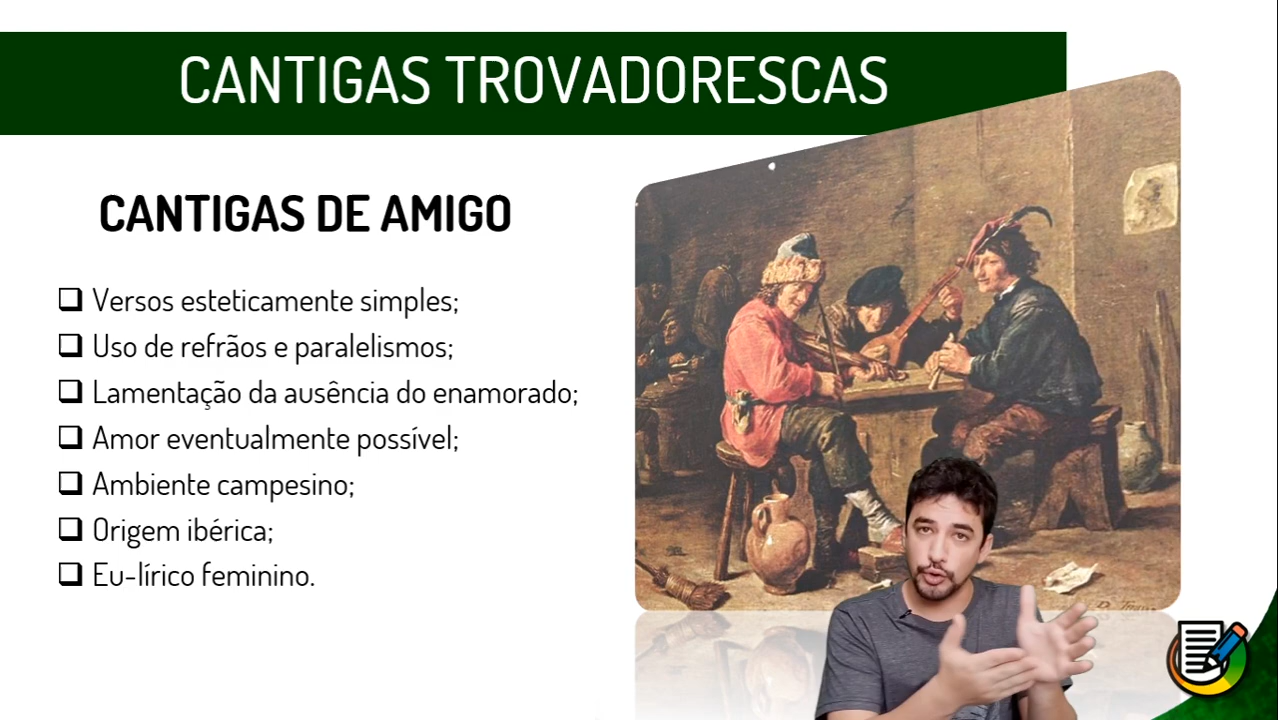 CANTIGAS TROVADORESCAS
CANTIGAS DE AMIGO
Versos esteticamente simples;
Uso de refrãos e paralelismos;
Lamentação da ausência do enamorado;
Amor eventualmente possível;
Ambiente campesino;
Origem ibérica;
Eu-lírico feminino.